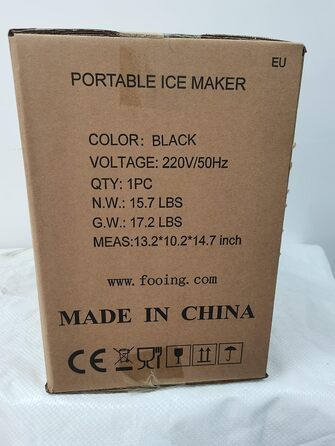 EU
PORTABLE ICE MAKER
COLOR: BLACK
VOLTAGE: 220V/50Hz
QTY: 1PC
N.W.: 15.7 LBS
G.W.: 17.2 LBS
MEAS:13.2*10.2*14.7 inch
www.fooing.com
MADE IN CHINA
CE